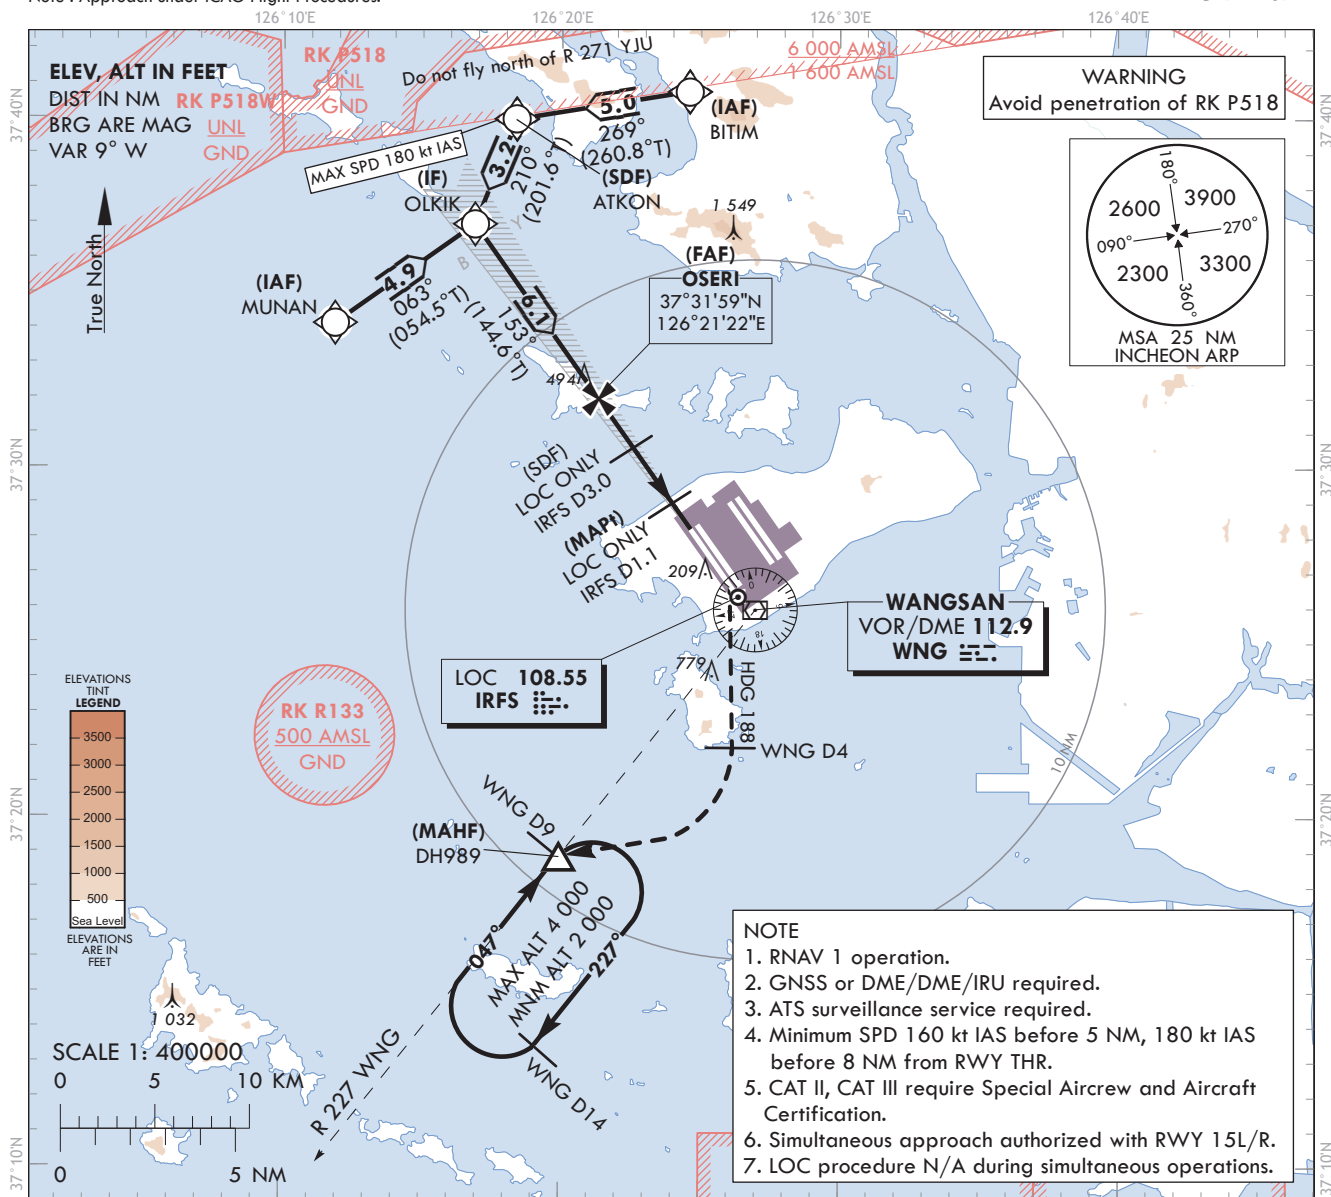 126°10'E
126°20'E
126°30'E
126°40'E
ELEV, ALT IN FEET
DIST IN NM
BRG ARE MAG
VAR 9° W
RK P518W
UNL
GND
RK P518
UNL
GND
Do not fly north of R 271 YJU
6 000 AMSL
1 600 AMSL
WARNING
Avoid penetration of RK P518
37°40'N
37°40'N
True North
MAX SPD 180 kt IAS
(IF)
OLKIK
3.2
210°
(201.6°T)
5.0
269°
(260.8°T)
(SDF)
ATKON
(IAF)
BITIM
1 549
180°
2600
3900
090°
270°
2300
3300
360°
MSA 25 NM
INCHEON ARP
(IAF)
MUNAN
4.9
063°
(054.5°T)
B
Y
6.1
153°
(144.6°T)
(FAF)
OSERI
37°31'59"N
126°21'22"E
494
37°30'N
37°30'N
(SDF)
LOC ONLY
IRFS D3.0
(MAPt)
LOC ONLY
IRFS D1.1
209
0
18
WANGSAN
VOR/DME 112.9
WNG
LOC 108.55
IRFS
779
HDG 188
WNG D4
10 NM
RK R133
500 AMSL
GND
ELEVATIONS
TINT
LEGEND
3500
3000
2500
2000
1500
1000
500
Sea Level
ELEVATIONS
ARE IN
FEET
37°20'N
37°20'N
WNG D9
(MAHF)
DH989
047°
MAX ALT 4 000
MNM ALT 2 000
227°
WNG D14
R 227 WNG
1 032
SCALE 1: 400000
0 5 10 KM
0 5 NM
NOTE
1. RNAV 1 operation.
2. GNSS or DME/DME/IRU required.
3. ATS surveillance service required.
4. Minimum SPD 160 kt IAS before 5 NM, 180 kt IAS
before 8 NM from RWY THR.
5. CAT II, CAT III require Special Aircrew and Aircraft
Certification.
6. Simultaneous approach authorized with RWY 15L/R.
7. LOC procedure N/A during simultaneous operations.
37°10'N
37°10'N